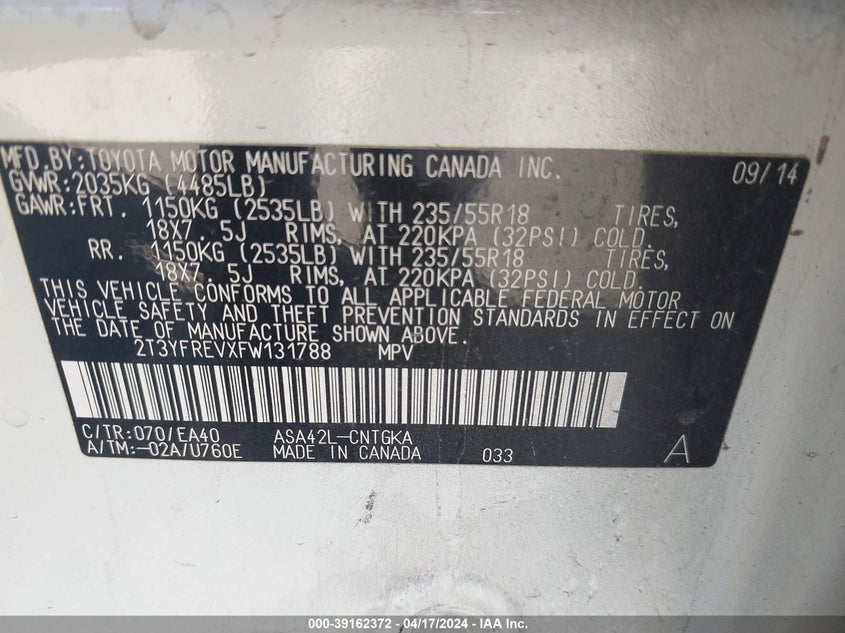 MFD.BY:TOYOTA MOTOR MANUFACTURING CANADA INC. 09/14
GVWR:2035KG (4485LB)
GAWR:FRT. 1150KG (2535LB) WITH 235/55R18 TIRES,
18X7 5J RIMS, AT 220KPA (32PSI) COLD.
RR. 1150KG (2535LB) WITH 235/55R18 TIRES,
18X7 5J RIMS, AT 220KPA (32PSI) COLD.
THIS VEHICLE CONFORMS TO ALL APPLICABLE FEDERAL MOTOR
VEHICLE SAFETY AND THEFT PREVENTION STANDARDS IN EFFECT ON
THE DATE OF MANUFACTURE SHOWN ABOVE.
2T3YFREVXFW131788 MPV
C/TR:070/EA40 ASA42L-CNTGKA
A/TM:-02A/U760E MADE IN CANADA 033 A
000-39162372 / 04/17/2024 - IAA Inc.